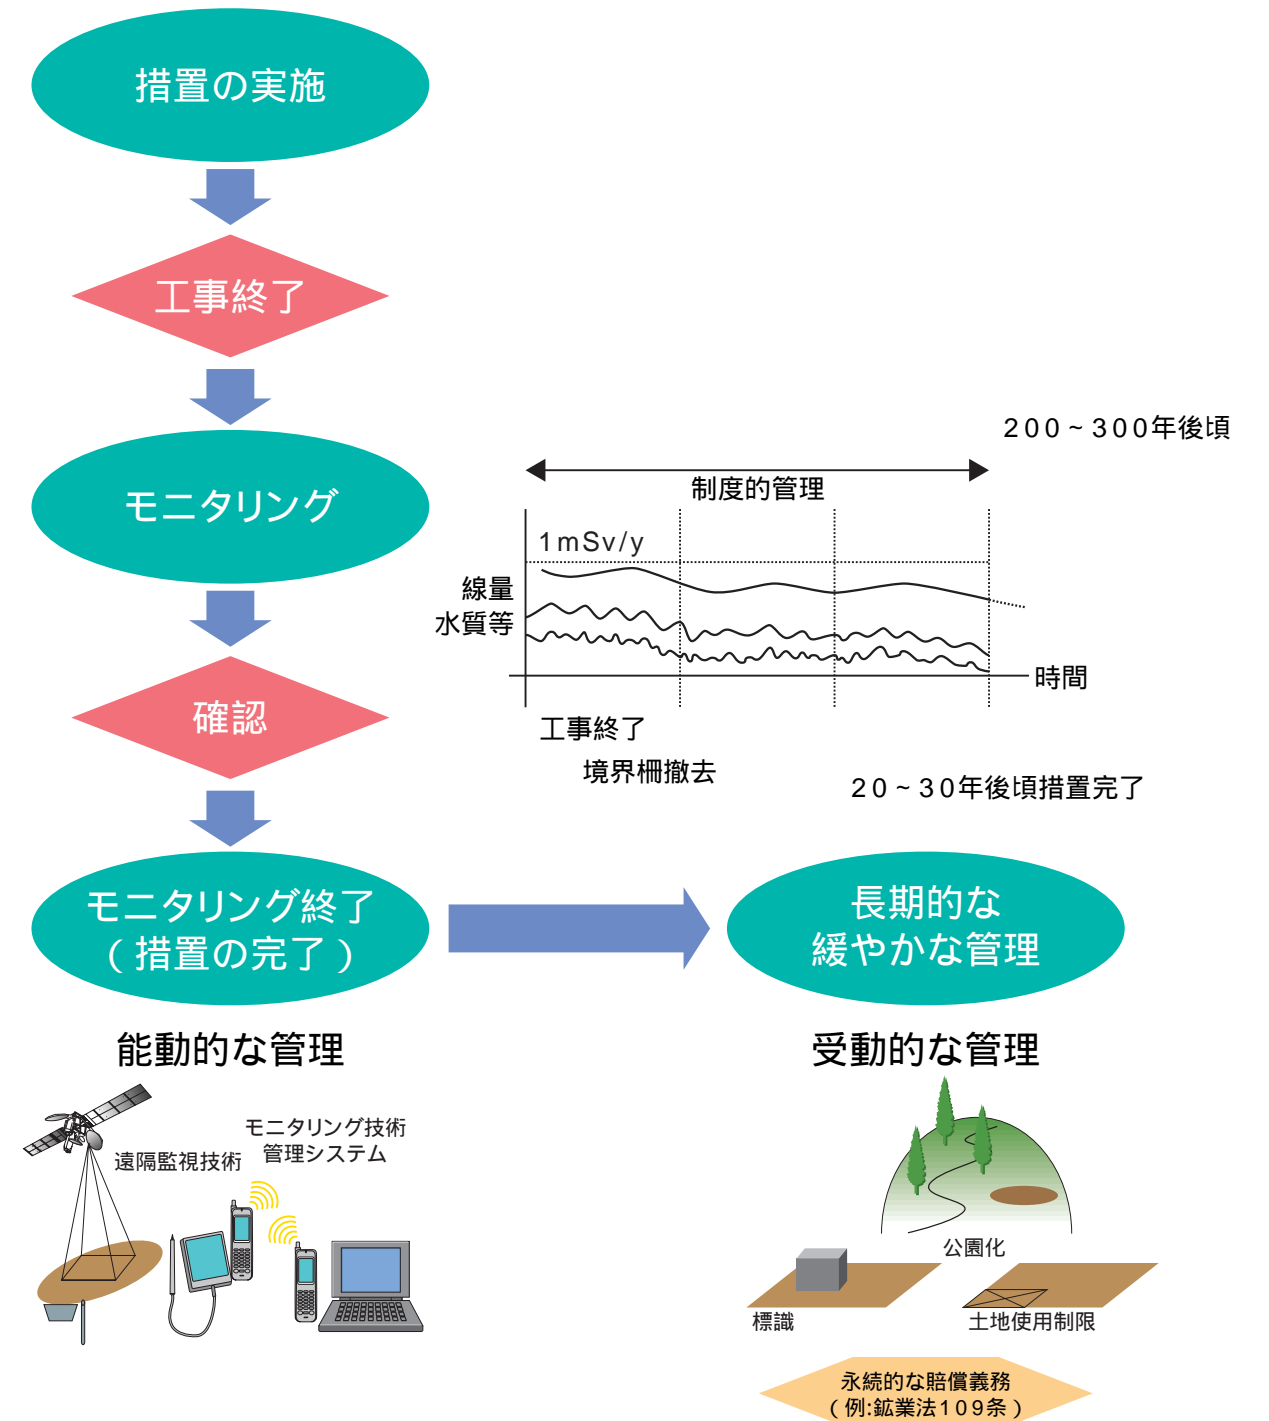 措置の実施
工事終了
モニタリング
200~300年後頃
制度的管理
1mSv/y
線量
水質等
時間
工事終了
境界柵撤去
20~30年後頃措置完了
確認
モニタリング終了
(措置の完了)
長期的な
緩やかな管理
能動的な管理
受動的な管理
モニタリング技術
管理システム
遠隔監視技術
公園化
標識
土地使用制限
永続的な賠償義務
(例:鉱業法109条)